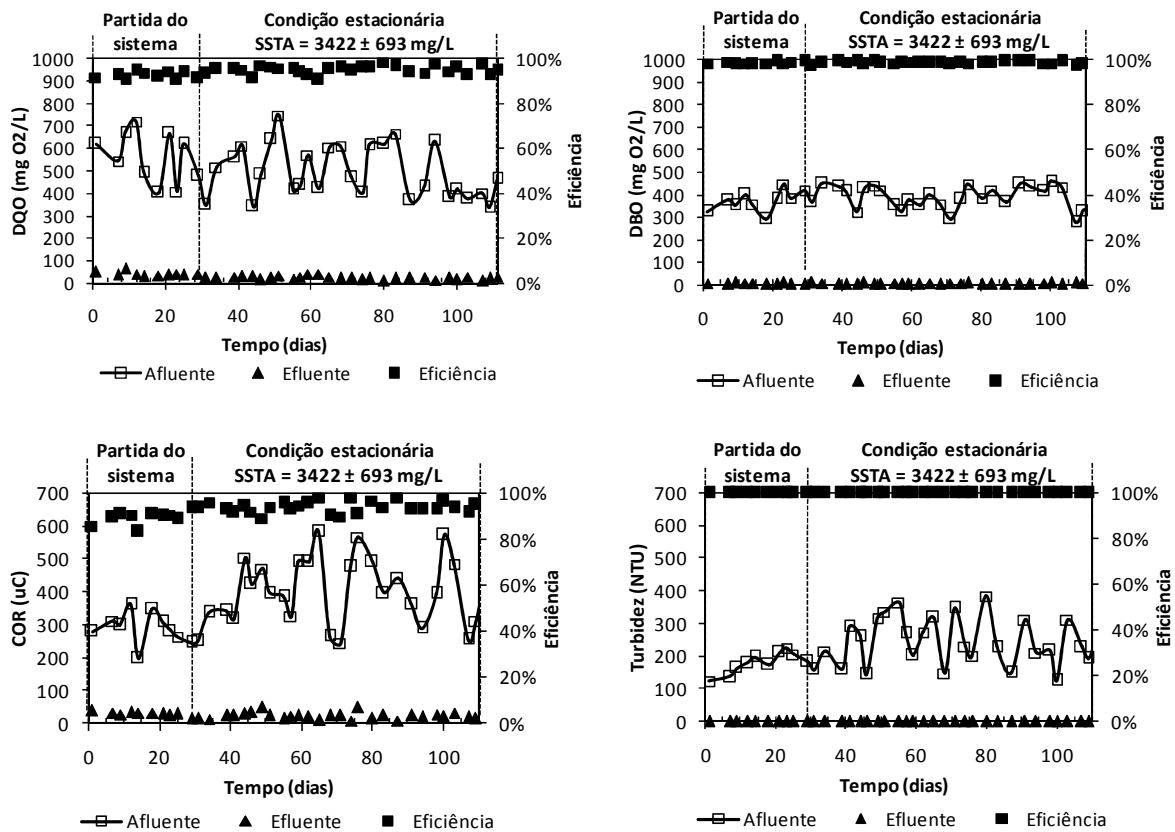 Partida do sistema
Condição estacionária
SSTA = 3422 ± 693 mg/L
DQO (mg O2/L)
1000
900
800
700
600
500
400
300
200
100
0
100%
80%
60%
40%
20%
0%
Eficiência
0 20 40 60 80 100
Tempo (dias)
Afluente Efluente Eficiência
Partida do sistema
Condição estacionária
SSTA = 3422 ± 693 mg/L
DBO (mg O2/L)
1000
900
800
700
600
500
400
300
200
100
0
100%
80%
60%
40%
20%
0%
Eficiência
0 20 40 60 80 100
Tempo (dias)
Afluente Efluente Eficiência
Partida do sistema
Condição estacionária
SSTA = 3422 ± 693 mg/L
COR (uC)
700
600
500
400
300
200
100
0
100%
80%
60%
40%
20%
0%
Eficiência
0 20 40 60 80 100
Tempo (dias)
Afluente Efluente Eficiência
Partida do sistema
Condição estacionária
SSTA = 3422 ± 693 mg/L
Turbidez (NTU)
700
600
500
400
300
200
100
0
100%
80%
60%
40%
20%
0%
Eficiência
0 20 40 60 80 100
Tempo (dias)
Afluente Efluente Eficiência